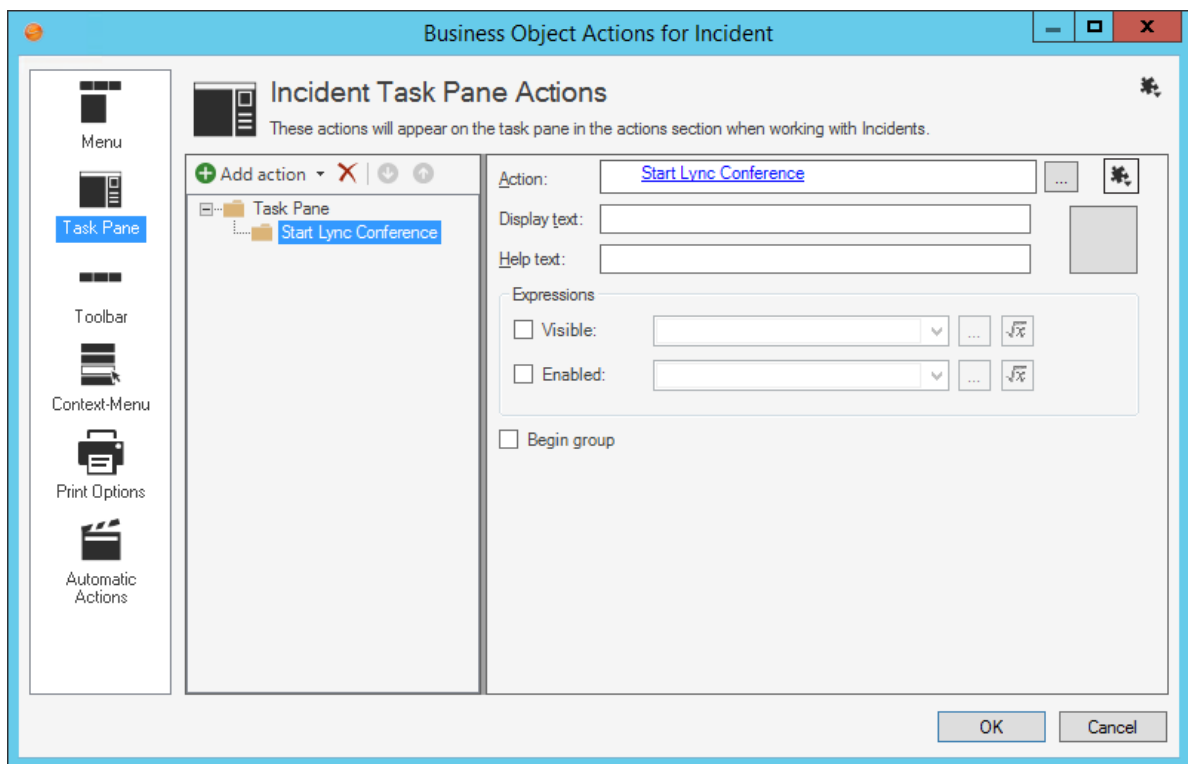 Business Object Actions for Incident
Menu
Task Pane
Toolbar
Context-Menu
Print Options
Automatic
Actions
Incident Task Pane Actions
These actions will appear on the task pane in the actions section when working with Incidents.
Add action
Task Pane
Start Lync Conference
Action: Start Lync Conference ...
Display text:
Help text:
Expressions
Visible: ... √x
Enabled: ... √x
Begin group
OK Cancel